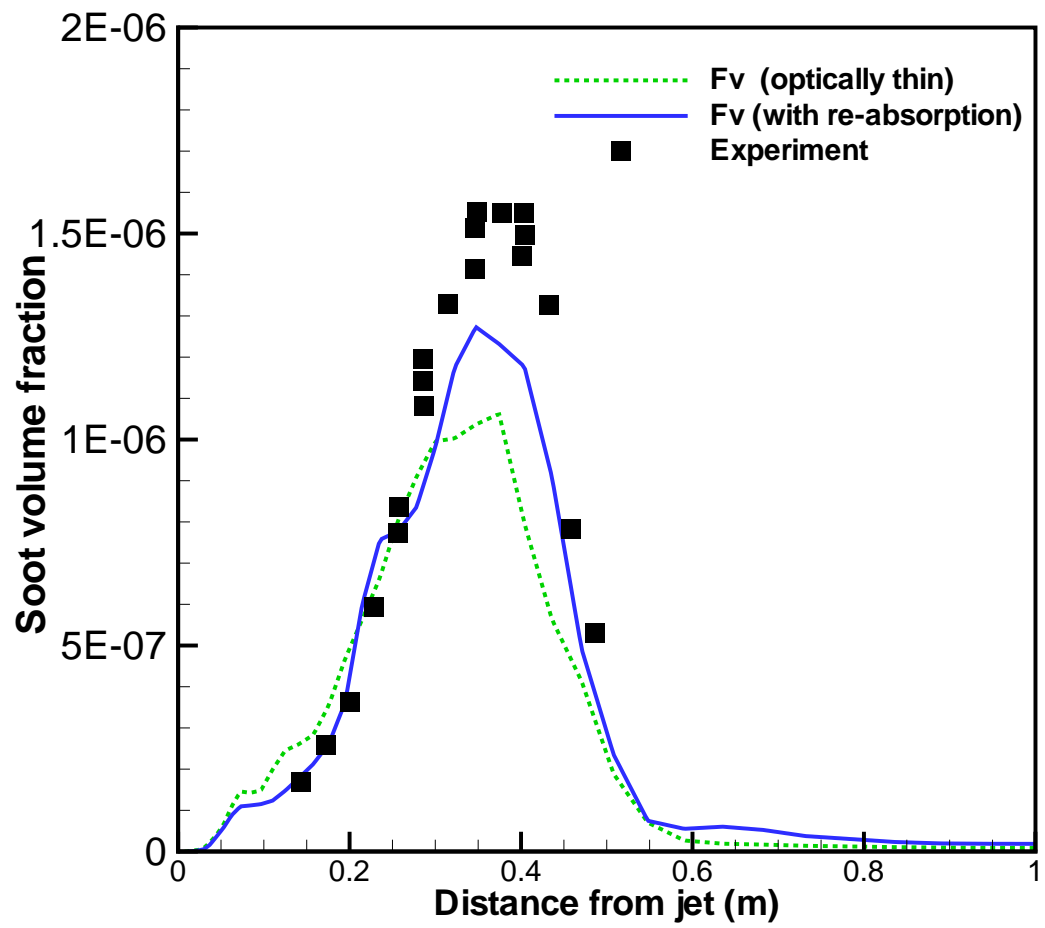 2E-06
1.5E-06
1E-06
5E-07
0
Soot volume fraction
Fv (optically thin)
Fv (with re-absorption)
Experiment
0 0.2 0.4 0.6 0.8 1
Distance from jet (m)